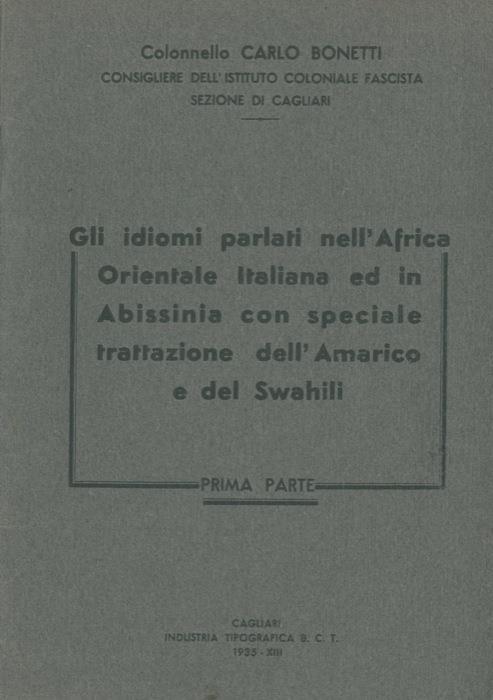 Colonnello CARLO BONETTI
CONSIGLIERE DELL'ISTITUTO COLONIALE FASCISTA
SEZIONE DI CAGLIARI
Gli idiomi parlati nell'Africa
Orientale Italiana ed in
Abissinia con speciale
trattazione dell'Amarico
e del Swahili
PRIMA PARTE
CAGLIARI
INDUSTRIA TIPOGRAFICA B. C. T.
1935 - XIII